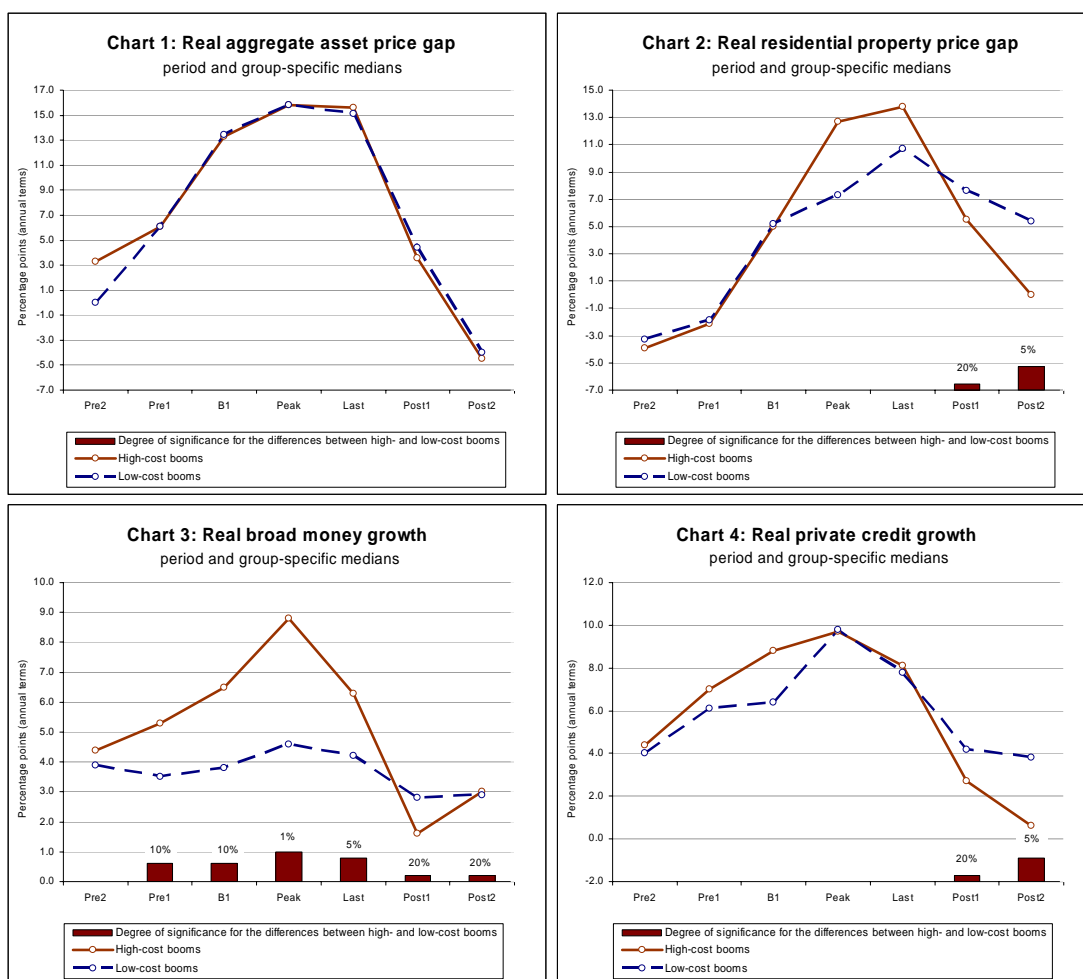 Chart 1: Real aggregate asset price gap
period and group-specific medians
Percentage points (annual terms)
17.0
15.0
13.0
11.0
9.0
7.0
5.0
3.0
1.0
-1.0
-3.0
-5.0
-7.0
Pre2 Pre1 B1 Peak Last Post1 Post2
Degree of significance for the differences between high- and low-cost booms
High-cost booms
Low-cost booms
Chart 2: Real residential property price gap
period and group-specific medians
Percentage points (annual terms)
15.0
13.0
11.0
9.0
7.0
5.0
3.0
1.0
-1.0
-3.0
-5.0
-7.0
20% 5%
Pre2 Pre1 B1 Peak Last Post1 Post2
Degree of significance for the differences between high- and low-cost booms
High-cost booms
Low-cost booms
Chart 3: Real broad money growth
period and group-specific medians
Percentage points (annual terms)
10.0
9.0
8.0
7.0
6.0
5.0
4.0
3.0
2.0
1.0
0.0
10% 10% 1% 5% 20% 20%
Pre2 Pre1 B1 Peak Last Post1 Post2
Degree of significance for the differences between high- and low-cost booms
High-cost booms
Low-cost booms
Chart 4: Real private credit growth
period and group-specific medians
Percentage points (annual terms)
12.0
10.0
8.0
6.0
4.0
2.0
0.0
-2.0
20% 5%
Pre2 Pre1 B1 Peak Last Post1 Post2
Degree of significance for the differences between high- and low-cost booms
High-cost booms
Low-cost booms